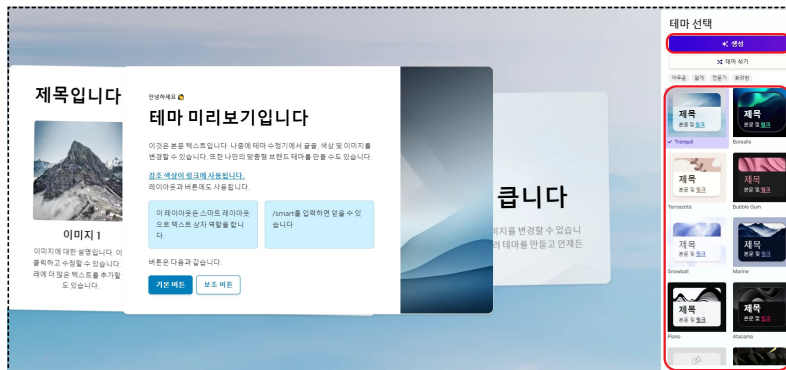 제목입니다
이미지 1
이미지에 대한 설명입니다. 이
클릭하고 수정할 수 있습니다.
래에 더 많은 텍스트를 추가할
도 있습니다.
안녕하세요
테마 미리보기입니다
이것은 본문 텍스트입니다. 나중에 테마 수정기에서 글꼴, 색상 및 이미지를
변경할 수 있습니다. 또한 나만의 맞춤형 브랜드 테마를 만들 수도 있습니다.
강조 색상이 링크에 사용됩니다.
레이아웃과 버튼에도 사용됩니다.
이 레이아웃은 스마트 레이아웃
으로 텍스트 상자 역할을 합니
다.
/smart를 입력하면 얻을 수 있
습니다
버튼은 다음과 같습니다.
기본 버튼
보조 버튼
큽니다
미지를 변경할 수 있습니
러 테마를 만들고 언제든
테마 선택
생성
테마 섞기
어두움 밝게 전문가 화려한
제목
본문 및 링크
Tranquil
제목
본문 및 링크
Borealis
제목
본문 및 링크
Terracotta
제목
본문 및 링크
Bubble Gum
제목
본문 및 링크
Snowball
제목
본문 및 링크
Marine
제목
본문 및 링크
Piano
제목
본문 및 링크
Atacama